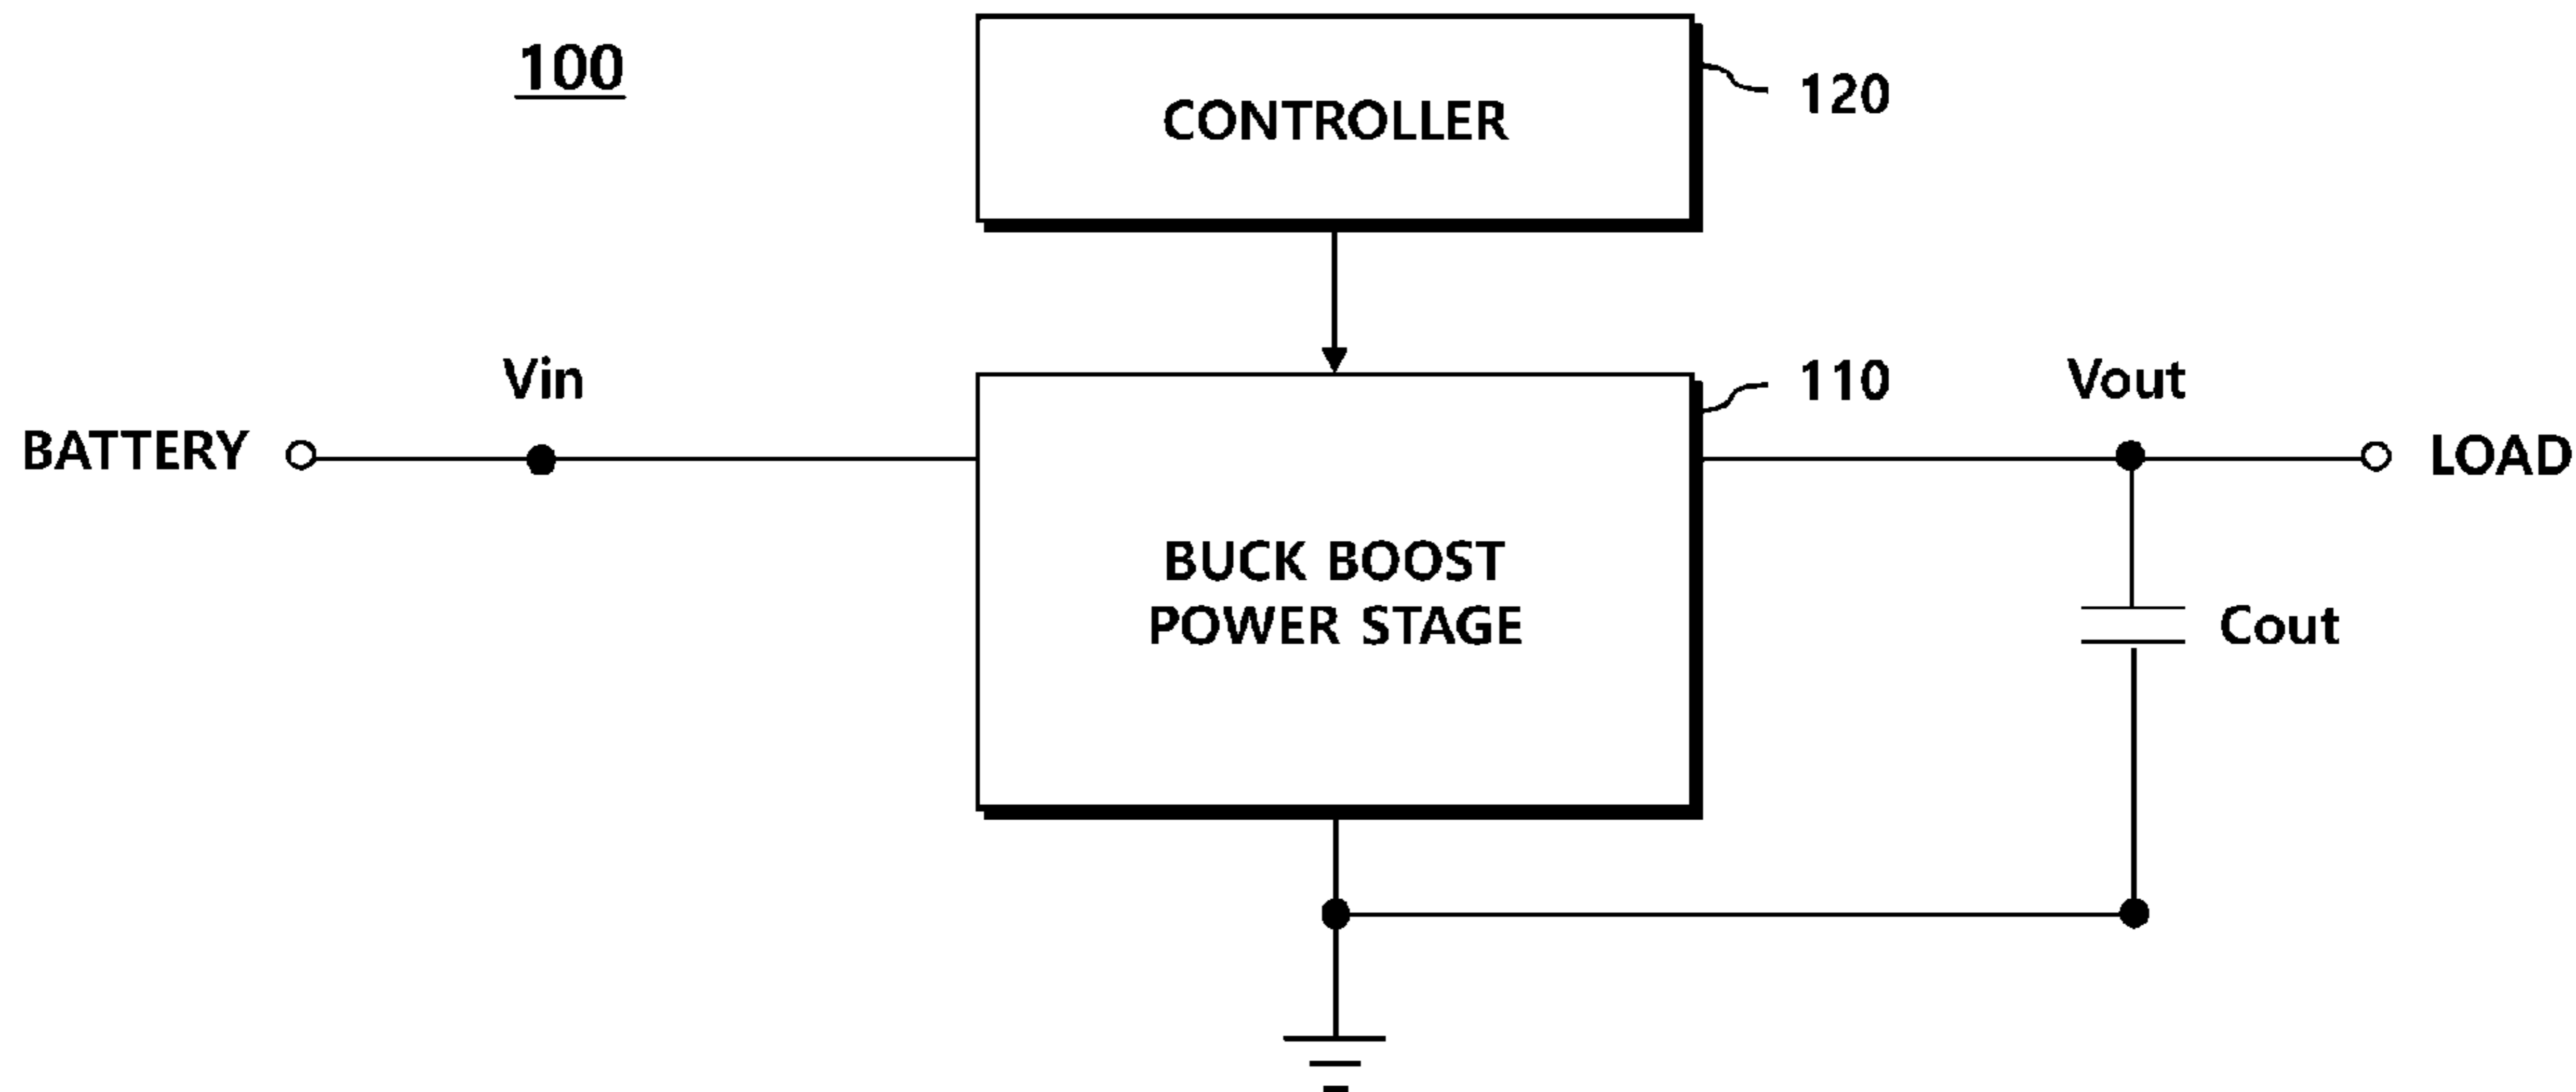 100
CONTROLLER
120
Vin
110
Vout
BATTERY
LOAD
BUCK BOOST
POWER STAGE
Cout